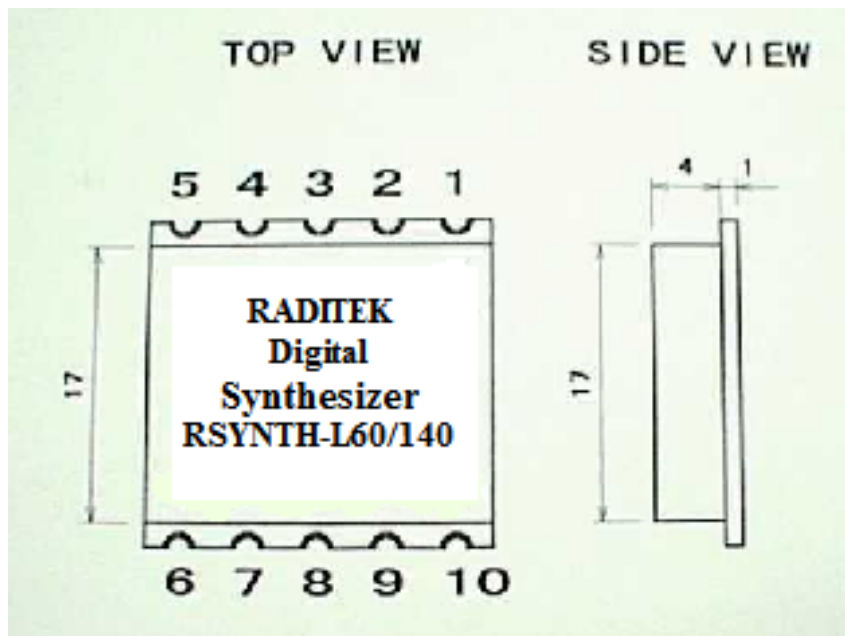 TOP VIEW SIDE VIEW
4 1
5 4 3 2 1
RADITEK
Digital
Synthesizer
RSYNTH-L60/140
17 17
6 7 8 9 10